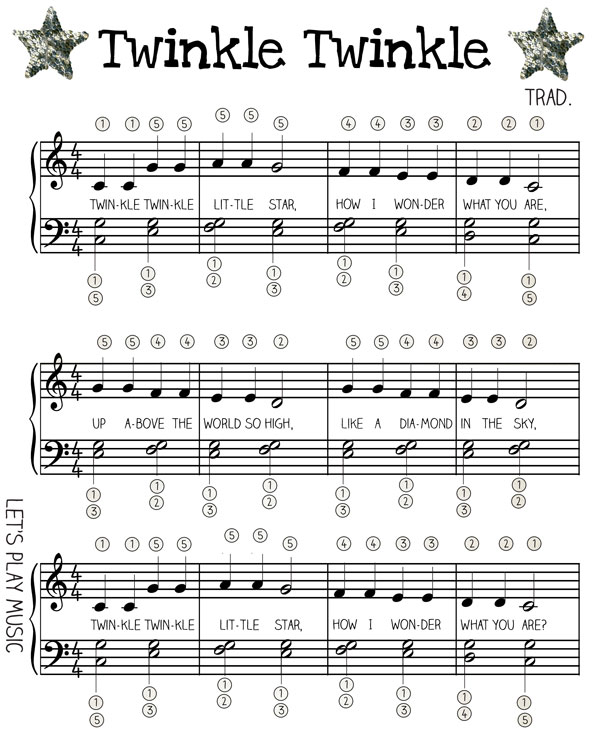 Twinkle Twinkle
TRAD.
1 1 5 5 5 5 5 4 4 3 3 2 2 1
4 4
TWIN-KLE TWIN-KLE LIT-TLE STAR, HOW I WON-DER WHAT YOU ARE,
4 4
1 5 1 3 1 2 1 3 1 2 1 3 1 4 1 5
5 5 4 4 3 3 2 5 5 4 4 3 3 2
4 4
UP A-BOVE THE WORLD SO HIGH, LIKE A DIA-MOND IN THE SKY,
4 4
1 3 1 2 1 3 1 2 1 3 1 2 1 3 1 2
LET'S PLAY MUSIC
1 1 5 5 5 5 5 4 4 3 3 2 2 1
4 4
TWIN-KLE TWIN-KLE LIT-TLE STAR, HOW I WON-DER WHAT YOU ARE?
4 4
1 5 1 3 1 2 1 3 1 2 1 3 1 4 1 5